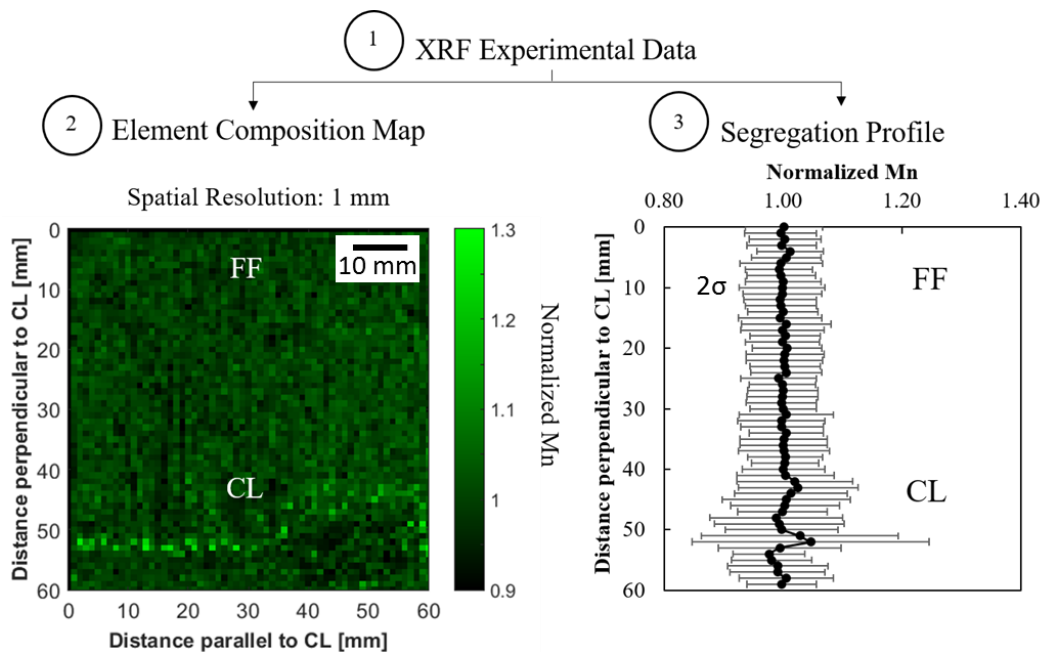 1
XRF Experimental Data
2
Element Composition Map
3
Segregation Profile
Spatial Resolution: 1 mm
0
10
20
30
40
50
60
Distance perpendicular to CL [mm]
FF
10 mm
CL
0
10
20
30
40
50
60
Distance parallel to CL [mm]
1.3
1.2
1.1
1
0.9
Normalized Mn
Normalized Mn
0.80
1.00
1.20
1.40
0
10
20
30
40
50
60
Distance perpendicular to CL [mm]
2σ
FF
CL